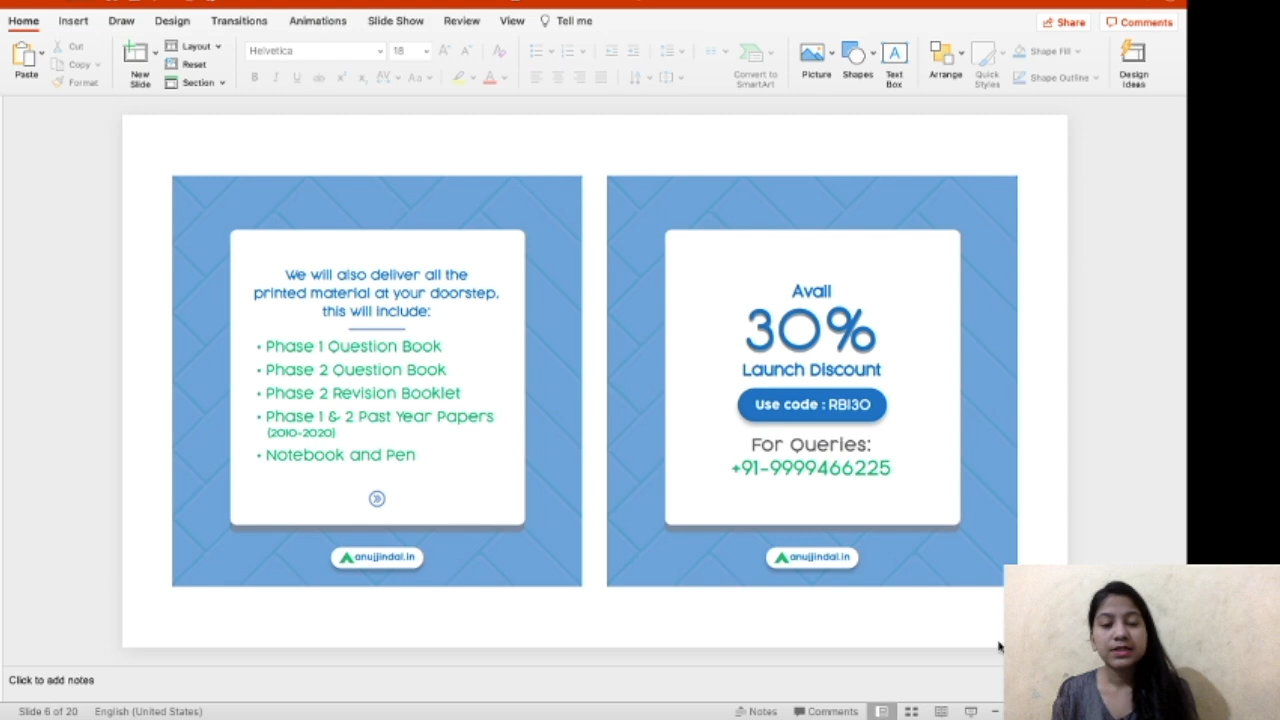 Home Insert Draw Design Transitions Animations Slide Show Review View Tell me
Share Comments
Paste
Cut
Copy
Format
New
Slide
Layout
Reset
Section
Helvetica
18
Convert to
SmartArt
Picture
Shapes
Text
Box
Arrange
Quick
Styles
Shape Fill
Shape Outline
Design
Ideas
We will also deliver all the
printed material at your doorstep,
this will include:
• Phase 1 Question Book
• Phase 2 Question Book
• Phase 2 Revision Booklet
• Phase 1 & 2 Past Year Papers
(2010-2020)
• Notebook and Pen
anujjindal.in
Avail
30%
Launch Discount
Use code : RBI30
For Queries:
+91-9999466225
anujjindal.in
Click to add notes
Slide 6 of 20 English (United States)
Notes Comments